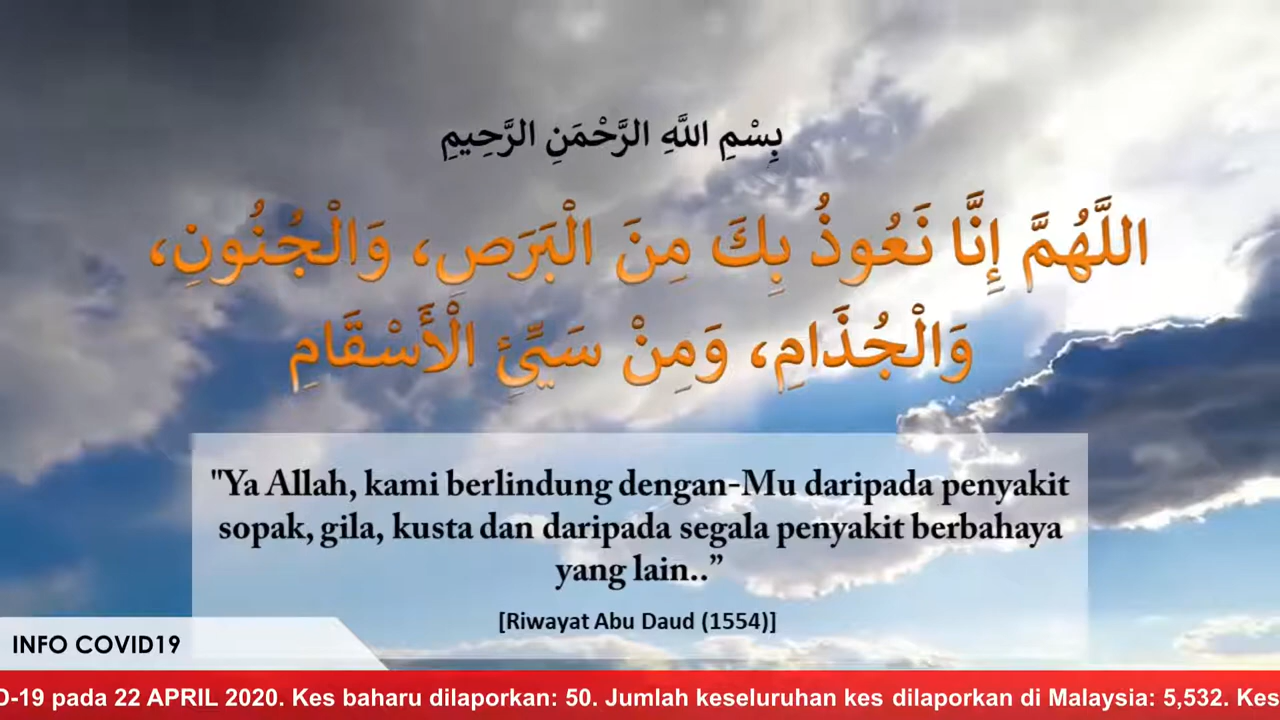 بِسْمِ اللَّهِ الرَّحْمَنِ الرَّحِيمِ
اللَّهُمَّ إِنَّا نَعُوذُ بِكَ مِنَ الْبَرَصِ، وَالْجُنُونِ،
وَالْجُذَامِ، وَمِنْ سَيِّئِ الْأَسْقَامِ
"Ya Allah, kami berlindung dengan-Mu daripada penyakit
sopak, gila, kusta dan daripada segala penyakit berbahaya
yang lain..”
[Riwayat Abu Daud (1554)]
INFO COVID19
D-19 pada 22 APRIL 2020. Kes baharu dilaporkan: 50. Jumlah keseluruhan kes dilaporkan di Malaysia: 5,532. Kes